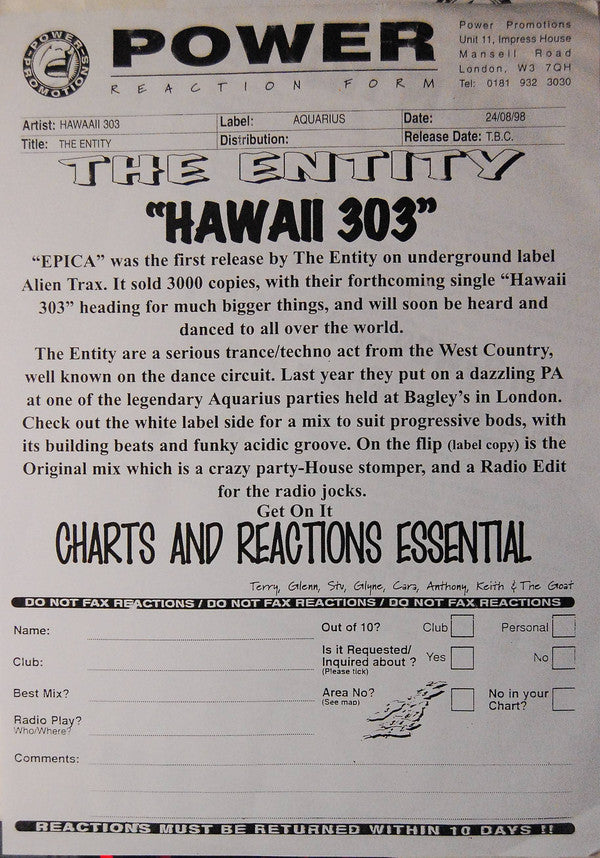 POWER PROMOTIONS
POWER
REACTION FORM
Power Promotions
Unit 11, Impress House
Mansell Road
London, W3 7QH
Tel: 0181 932 3030
Artist: HAWAAII 303 Label: AQUARIUS Date: 24/08/98
Title: THE ENTITY Distribution: Release Date: T.B.C.
THE ENTITY
"HAWAII 303"
"EPICA" was the first release by The Entity on underground label
Alien Trax. It sold 3000 copies, with their forthcoming single "Hawaii
303" heading for much bigger things, and will soon be heard and
danced to all over the world.
The Entity are a serious trance/techno act from the West Country,
well known on the dance circuit. Last year they put on a dazzling PA
at one of the legendary Aquarius parties held at Bagley's in London.
Check out the white label side for a mix to suit progressive bods, with
its building beats and funky acidic groove. On the flip (label copy) is the
Original mix which is a crazy party-House stomper, and a Radio Edit
for the radio jocks.
Get On It
CHARTS AND REACTIONS ESSENTIAL
Terry, Glenn, Stv, Glyne, Cara, Anthony, Keith & The Goat
DO NOT FAX REACTIONS / DO NOT FAX REACTIONS / DO NOT FAX REACTIONS
Name: Out of 10? Club Personal
Club: Is it Requested/
Inquired about ? Yes No
(Please tick)
Best Mix? Area No? No in your
(See map) Chart?
Radio Play?
Who/Where?
Comments:
REACTIONS MUST BE RETURNED WITHIN 10 DAYS !!